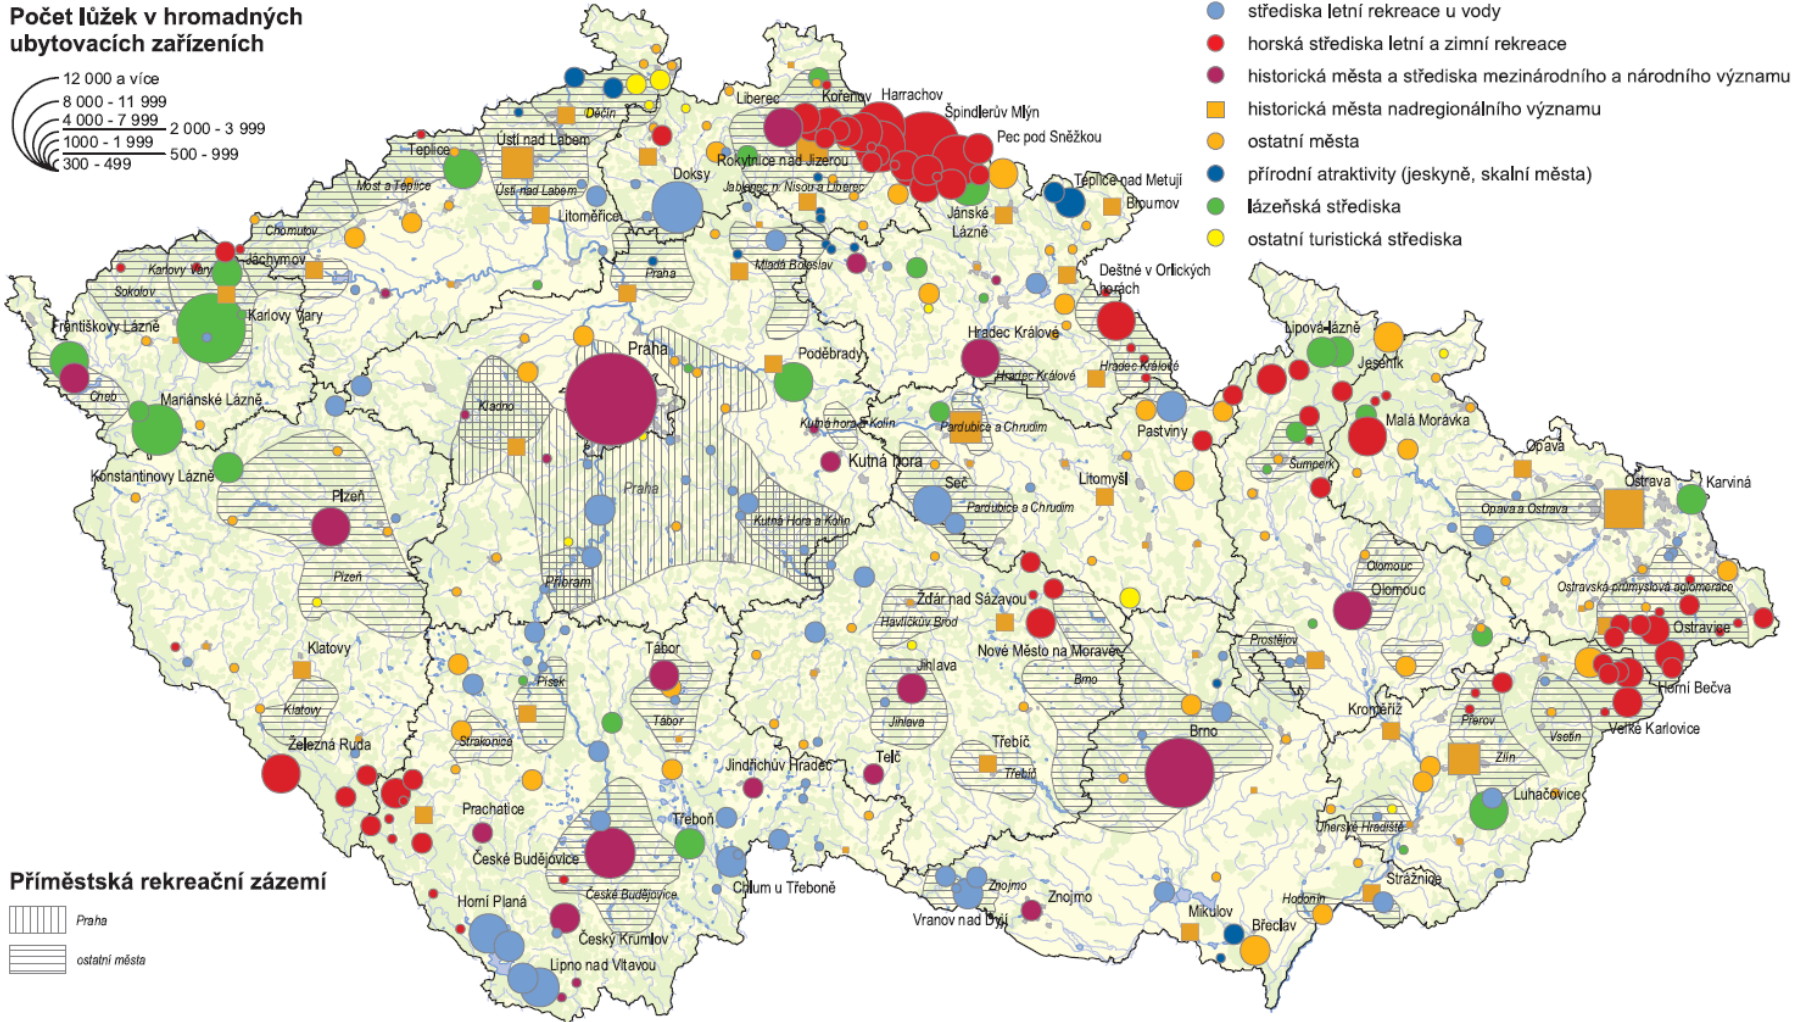 Počet lůžek v hromadných
ubytovacích zařízeních
12 000 a více
8 000 - 11 999
4 000 - 7 999
2 000 - 3 999
1000 - 1 999
500 - 999
300 - 499
střediska letní rekreace u vody
horská střediska letní a zimní rekreace
historická města a střediska mezinárodního a národního významu
historická města nadregionálního významu
ostatní města
přírodní atraktivity (jeskyně, skalní města)
lázeňská střediska
ostatní turistická střediska
Liberec
Kořenov
Harrachov
Špindlerův Mlýn
Pec pod Sněžkou
Děčín
Ústí nad Labem
Teplice
Rokytnice nad Jizerou
Most a Teplice
Ústí nad Labem
Doksy
Jablonec n. Nisou a Liberec
Teplice nad Metují
Broumov
Litoměřice
Jánské
Lázně
Chomutov
Jáchymov
Karlovy Vary
Praha
Mladá Boleslav
Deštné v Orlických
horách
Sokolov
Karlovy Vary
Františkovy Lázně
Praha
Poděbrady
Hradec Králové
Hradec Králové
Hradec Králové
Lipová-lázně
Jeseník
Cheb
Mariánské Lázně
Kladno
Kutná hora a Kolín
Pardubice a Chrudim
Pastviny
Malá Morávka
Konstantinovy Lázně
Kutná hora
Šumperk
Opava
Plzeň
Praha
Seč
Litomyšl
Ostrava
Karviná
Kutná Hora a Kolín
Pardubice a Chrudim
Opava a Ostrava
Plzeň
Příbram
Olomouc
Olomouc
Ostravská průmyslová aglomerace
Žďár nad Sázavou
Havlíčkův Brod
Ostravice
Klatovy
Tábor
Nové Město na Moravě
Prostějov
Jihlava
Písek
Brno
Horní Bečva
Klatovy
Tábor
Jihlava
Kroměříž
Přerov
Velké Karlovice
Železná Ruda
Strakonice
Třebíč
Brno
Vsetín
Zlín
Jindřichův Hradec
Telč
Třebíč
Luhačovice
Prachatice
Třeboň
Uherské Hradiště
České Budějovice
Příměstská rekreační zázemí
České Budějovice
Chlum u Třeboně
Znojmo
Strážnice
Horní Planá
Znojmo
Hodonín
Praha
Vranov nad Dyjí
Mikulov
Břeclav
Český Krumlov
ostatní města
Lipno nad Vltavou